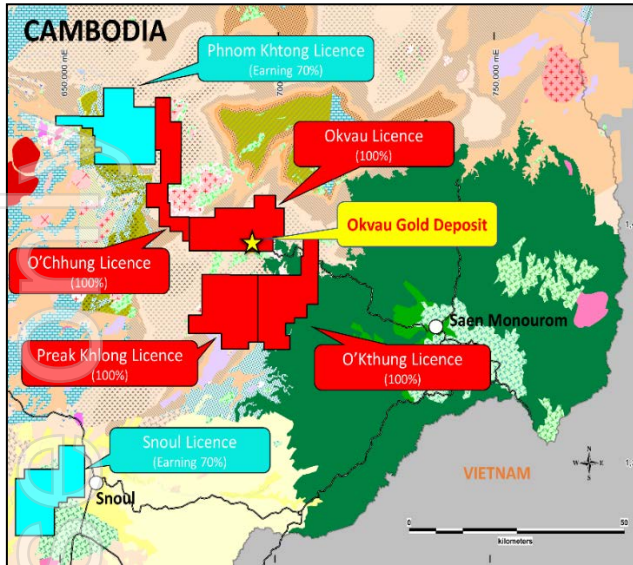 CAMBODIA
650,000 mE
700
750,000 mE
Phnom Khtong Licence
(Earning 70%)
Okvau Licence
(100%)
Okvau Gold Deposit
O'Chhung Licence
(100%)
Saen Monourom
Preak Khlong Licence
(100%)
O'Kthung Licence
(100%)
Snoul Licence
(Earning 70%)
Snoul
VIETNAM
N
W
E
S
0
50
kilometers